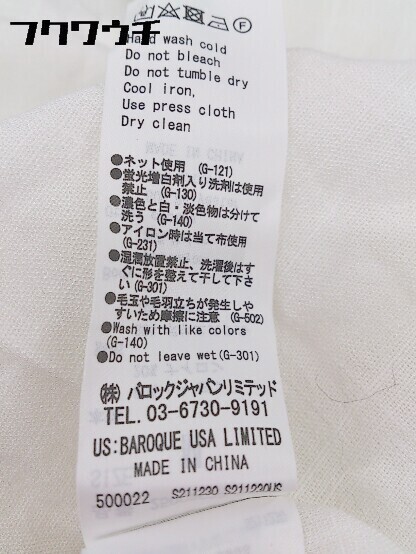 フクワウチ
Hand wash cold
Do not bleach
Do not tumble dry
Cool iron,
Use press cloth
Dry clean
●ネット使用 (G-121)
●蛍光増白剤入り洗剤は使用
禁止 (G-130)
●濃色と白・淡色物は分けて
洗う (G-140)
●アイロン時は当て布使用
(G-231)
●湿潤放置禁止、洗濯後はす
ぐに形を整えて干して下さ
い(G-301)
●毛玉や毛羽立ちが発生しや
すいため摩擦に注意 (G-502)
●Wash with like colors
(G-140)
●Do not leave wet(G-301)
㈱ バロックジャパンリミテッド
TEL. 03-6730-9191
US:BAROQUE USA LIMITED
MADE IN CHINA
500022 S211230 S211230US